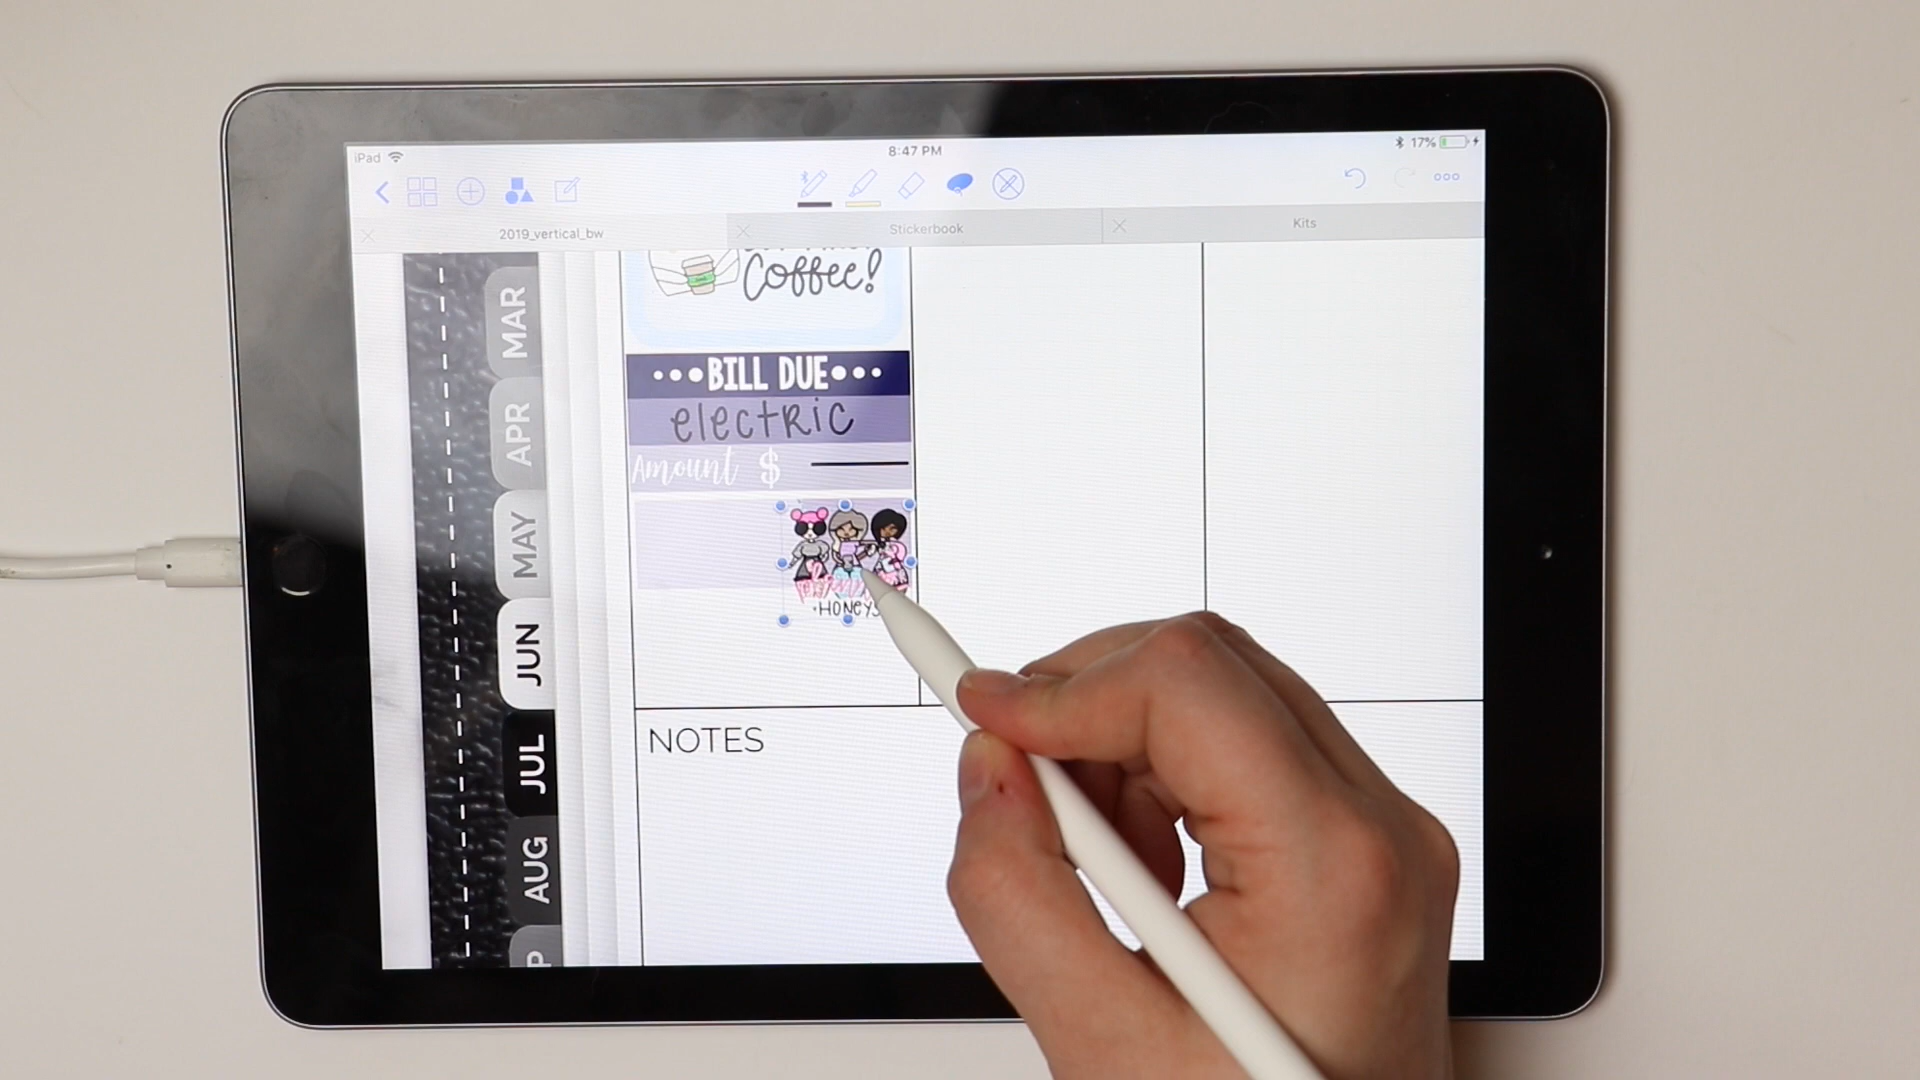 iPad
8:47 PM
17%
2019_vertical_bw
Stickerbook
Kits
Coffee!
BILL DUE
electric
Amount $
HONEYS
NOTES
MAR
APR
MAY
JUN
JUL
AUG
P